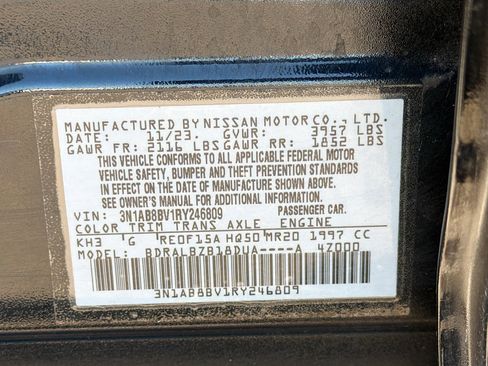 MANUFACTURED BY NISSAN MOTOR CO., LTD.
DATE: 11/23. GVWR: 3957 LBS
GAWR FR: 2116 LBS GAWR RR: 1852 LBS
THIS VEHICLE CONFORMS TO ALL APPLICABLE FEDERAL MOTOR
VEHICLE SAFETY, BUMPER AND THEFT PREVENTION STANDARDS
IN EFFECT ON THE DATE OF MANUFACTURE SHOWN ABOVE.
SEE OWNER'S MANUAL FOR ADDITIONAL INFORMATION.
VIN: 3N1AB8BV1RY246809 PASSENGER CAR.
COLOR TRIM TRANS AXLE ENGINE
KH3 'G RE0F15A HQ50 MR20 1997 CC
MODEL: BDRALBZB18DUA----A 4Z000
3N1AB8BV1RY246809